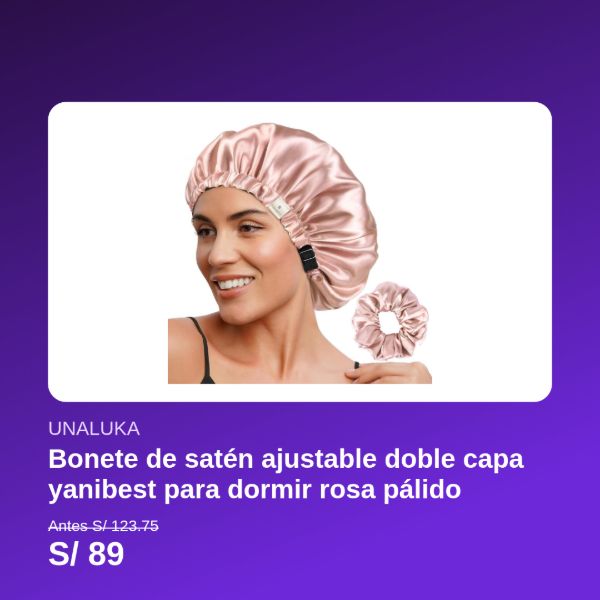 UNALUKA
Bonete de satén ajustable doble capa
yanibest para dormir rosa pálido
Antes S/ 123.75
S/ 89